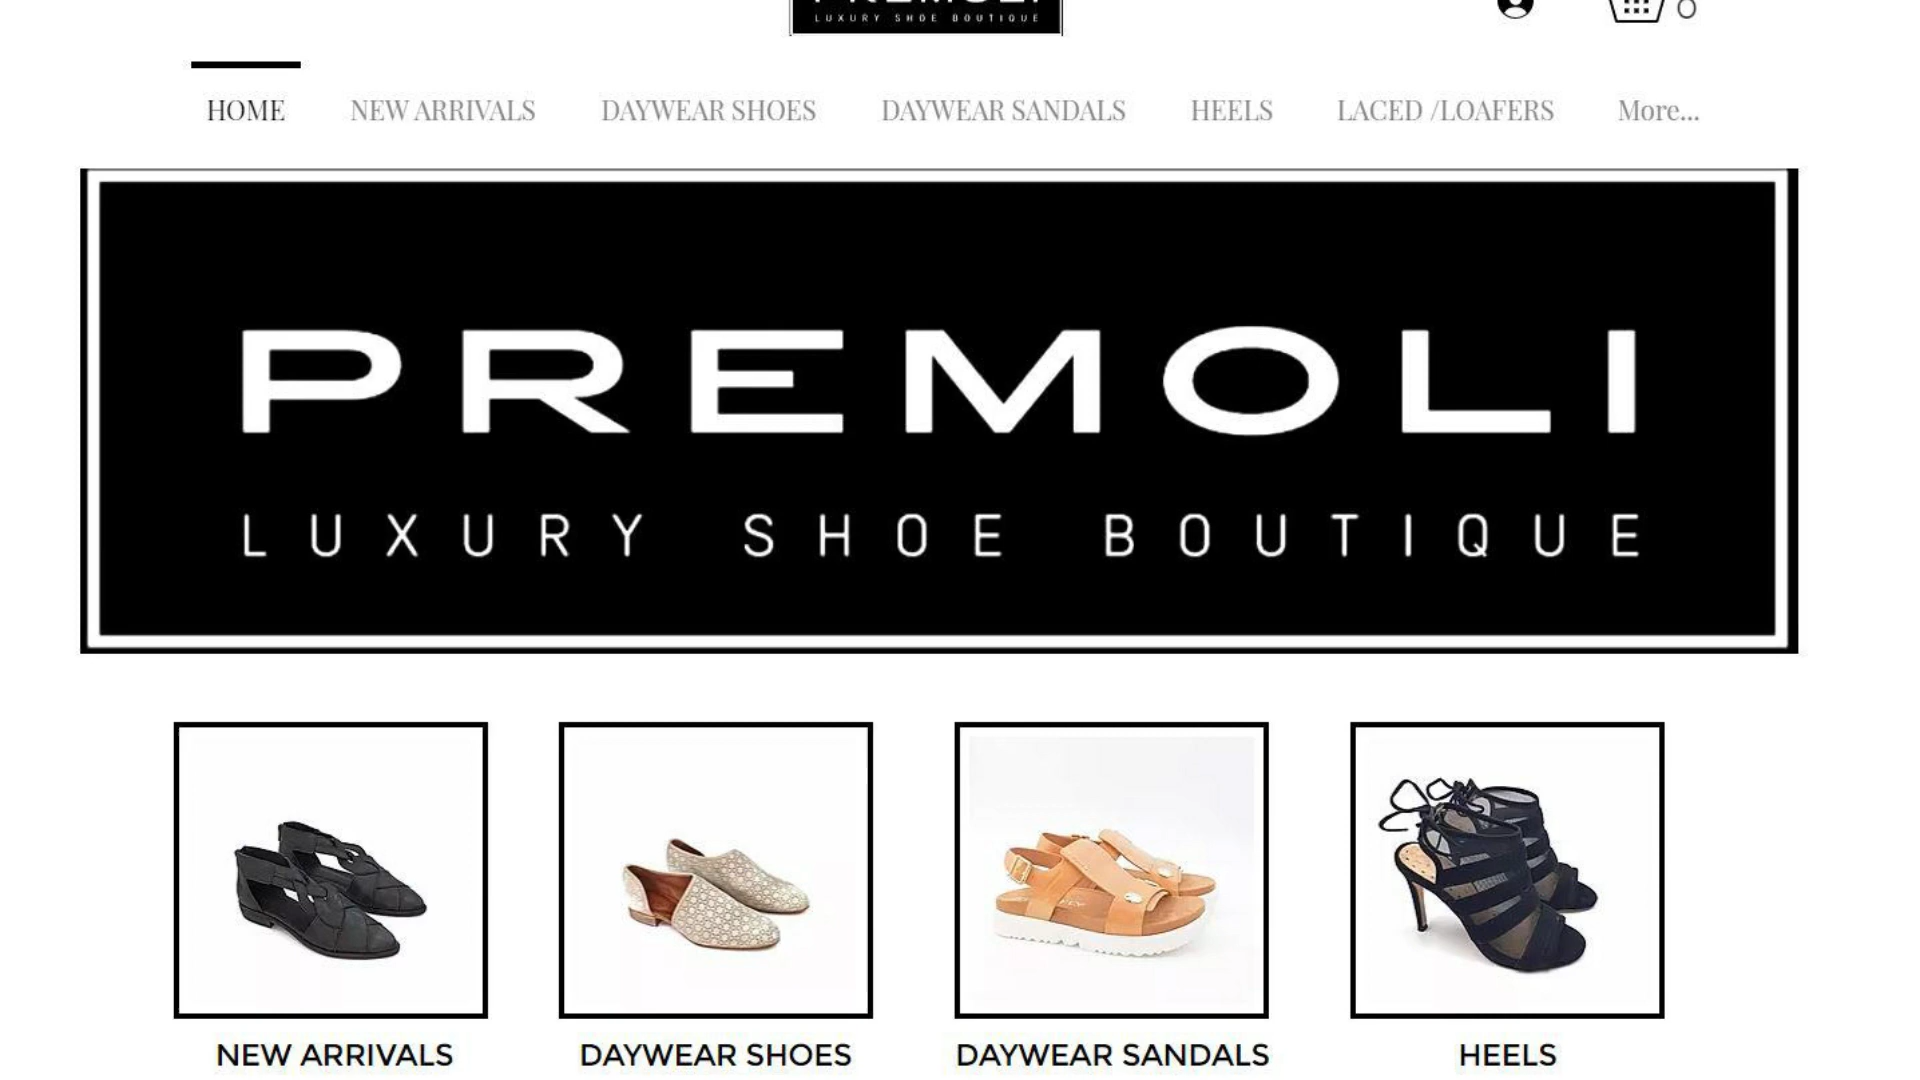 LUXURY SHOE BOUTIQUE
0
HOME NEW ARRIVALS DAYWEAR SHOES DAYWEAR SANDALS HEELS LACED /LOAFERS More...
PREMOLI
LUXURY SHOE BOUTIQUE
NEW ARRIVALS DAYWEAR SHOES DAYWEAR SANDALS HEELS